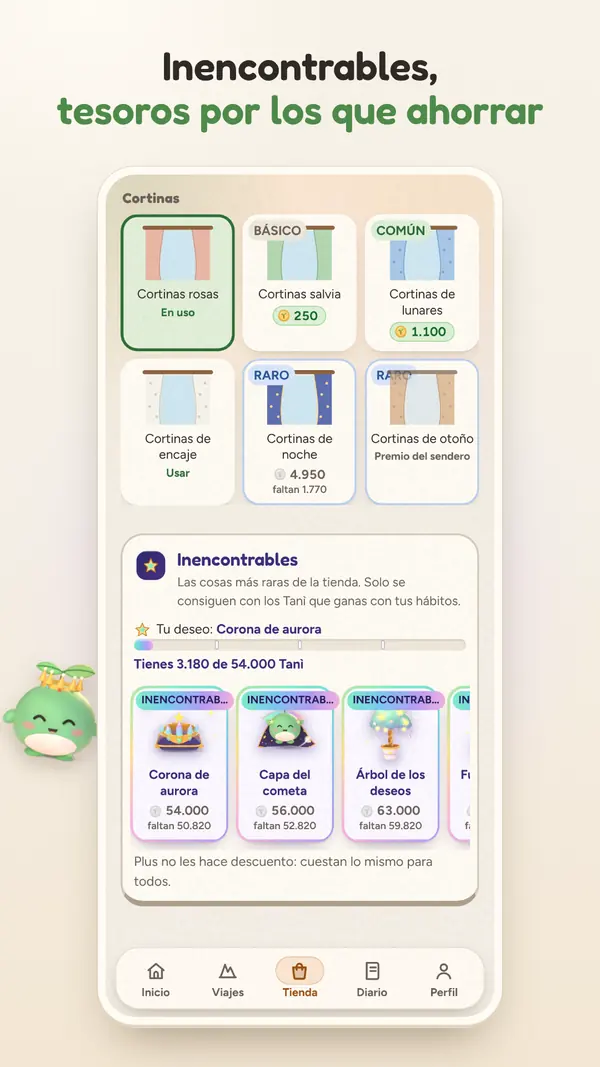 Inencontrables,
tesoros por los que ahorrar
Cortinas
Cortinas rosas
En uso
BÁSICO
Cortinas salvia
250
COMÚN
Cortinas de
lunares
1.100
Cortinas de
encaje
Usar
RARO
Cortinas de
noche
4.950
faltan 1.770
RARO
Cortinas de otoño
Premio del sendero
Inencontrables
Las cosas más raras de la tienda. Solo se
consiguen con los Tanì que ganas con tus hábitos.
Tu deseo: Corona de aurora
Tienes 3.180 de 54.000 Tanì
INENCONTRAB...
Corona de
aurora
54.000
faltan 50.820
INENCONTRAB...
Capa del
cometa
56.000
faltan 52.820
INENCONTRAB...
Árbol de los
deseos
63.000
faltan 59.820
Plus no les hace descuento: cuestan lo mismo para
todos.
Inicio
Viajes
Tienda
Diario
Perfil